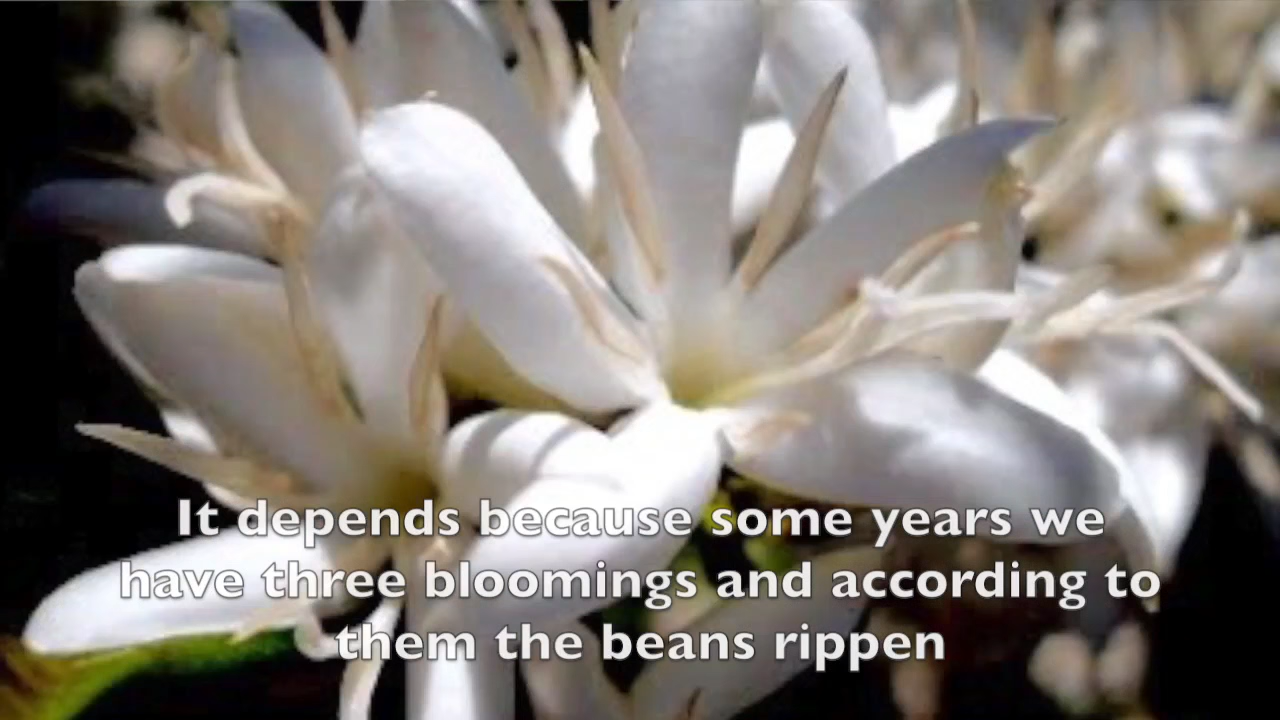 It depends because some years we
have three bloomings and according to
them the beans rippen